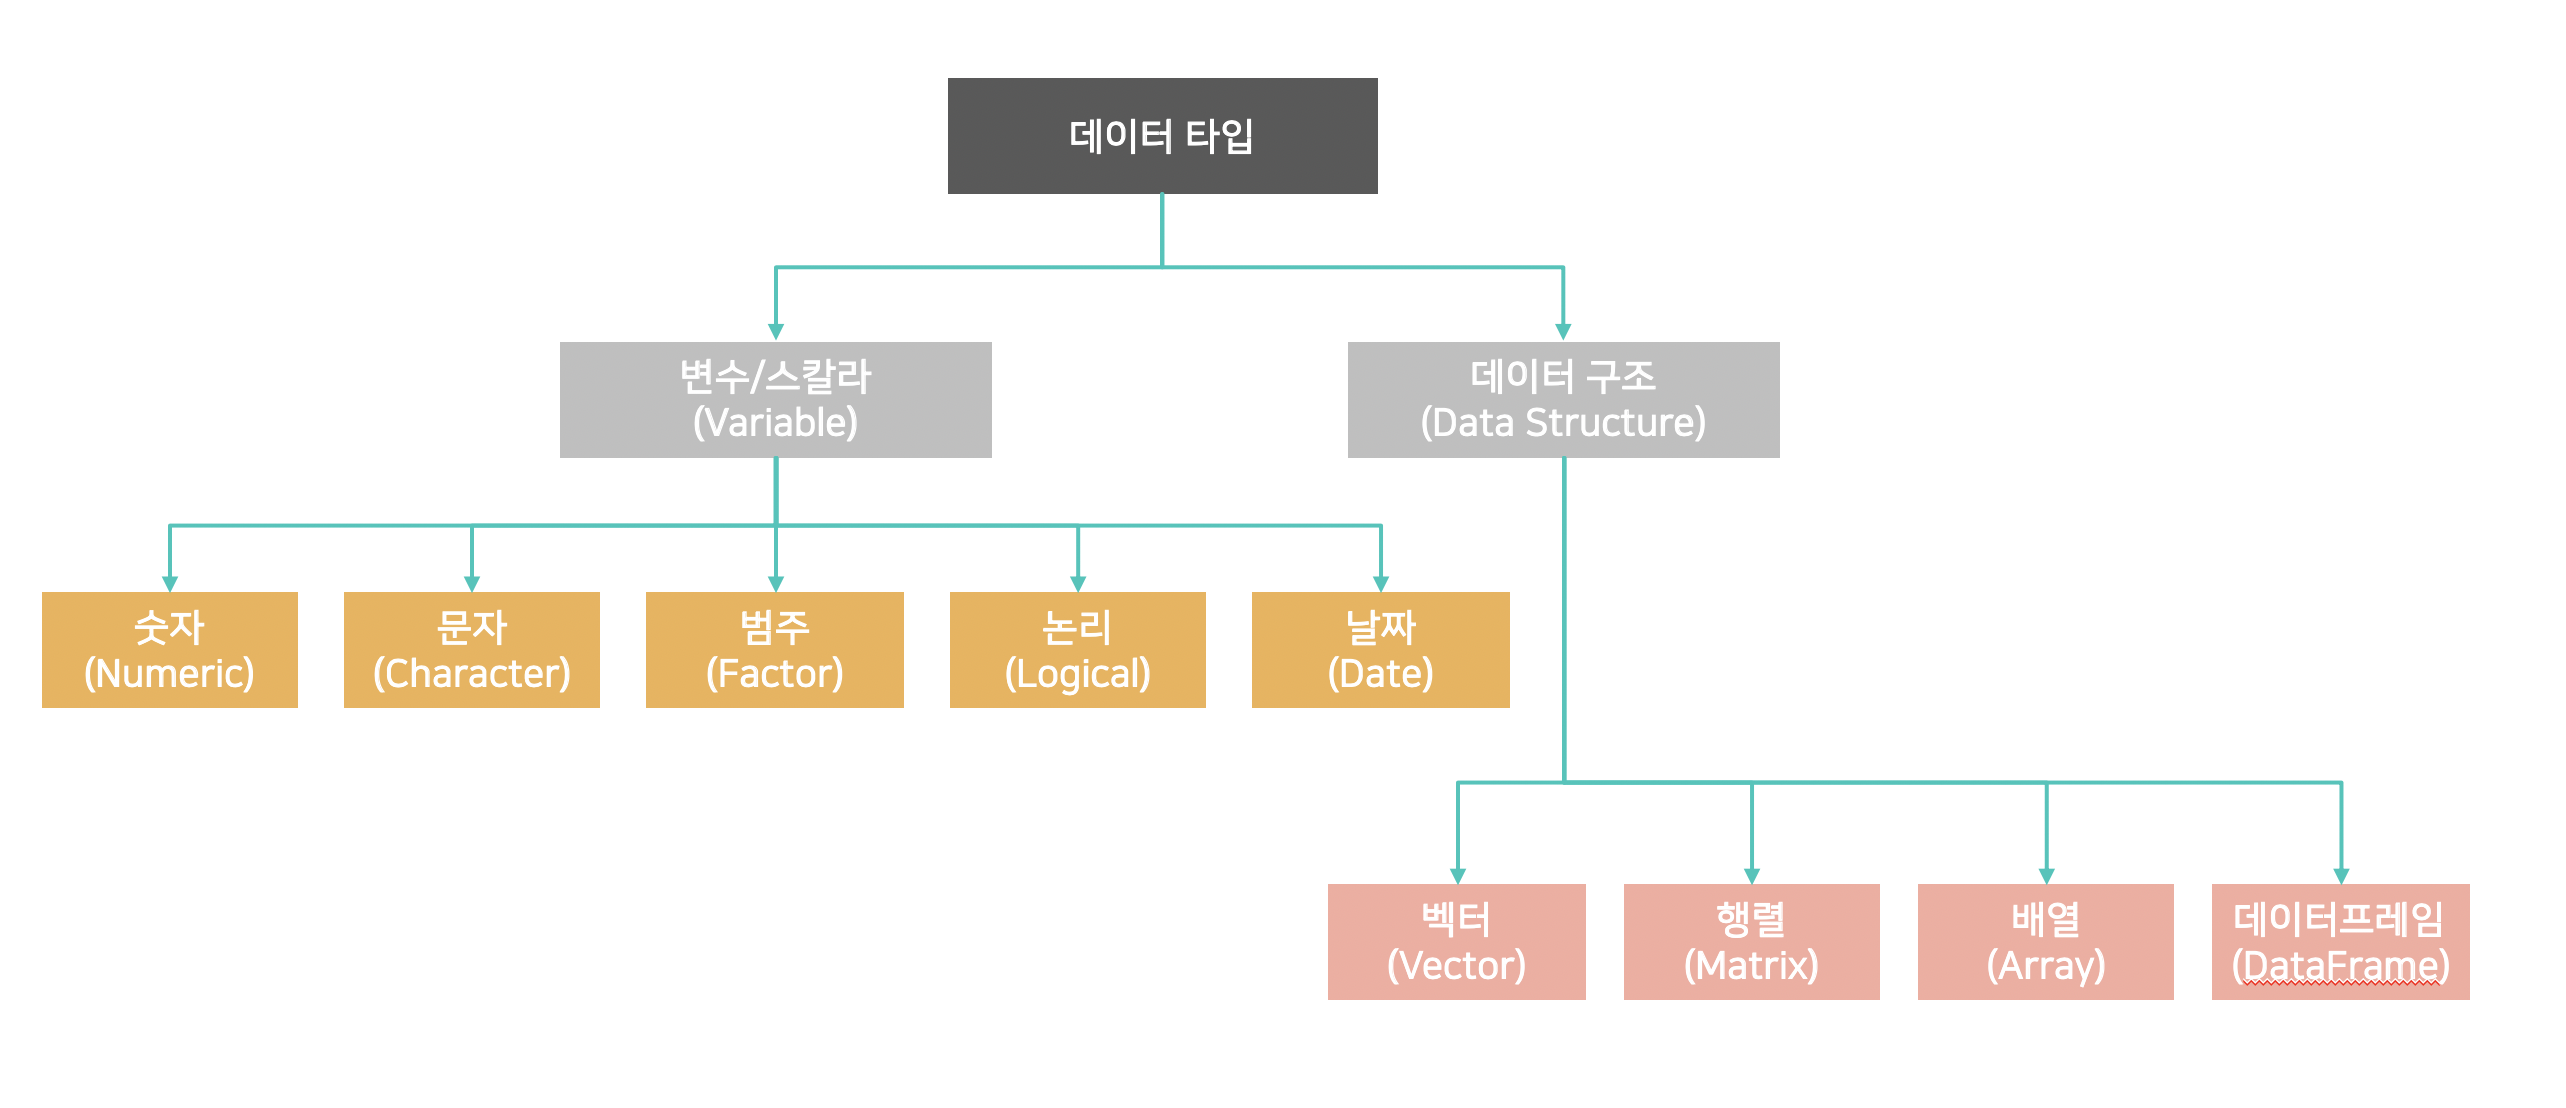 데이터 타입
변수/스칼라
(Variable)
데이터 구조
(Data Structure)
숫자
(Numeric)
문자
(Character)
범주
(Factor)
논리
(Logical)
날짜
(Date)
벡터
(Vector)
행렬
(Matrix)
배열
(Array)
데이터프레임
(DataFrame)